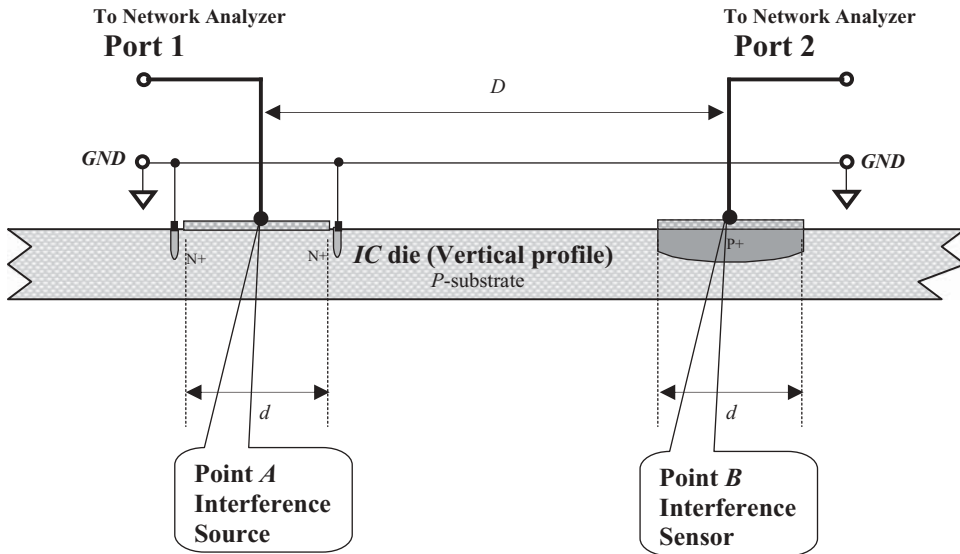 To Network Analyzer
Port 1
To Network Analyzer
Port 2
D
GND
GND
N+
N+
IC die (Vertical profile)
P-substrate
P+
d
d
Point A
Interference
Source
Point B
Interference
Sensor